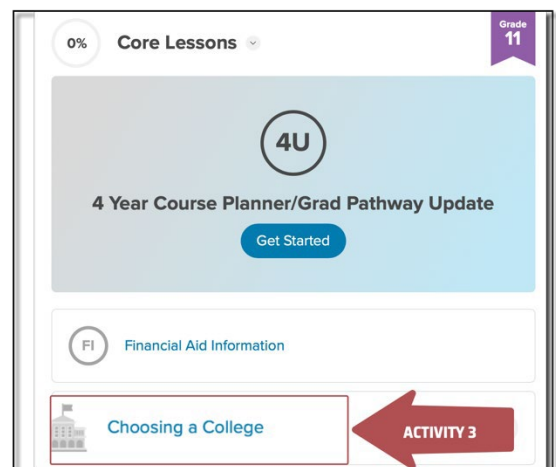 0%
Core Lessons
Grade
11
4U
4 Year Course Planner/Grad Pathway Update
Get Started
FI
Financial Aid Information
Choosing a College
ACTIVITY 3